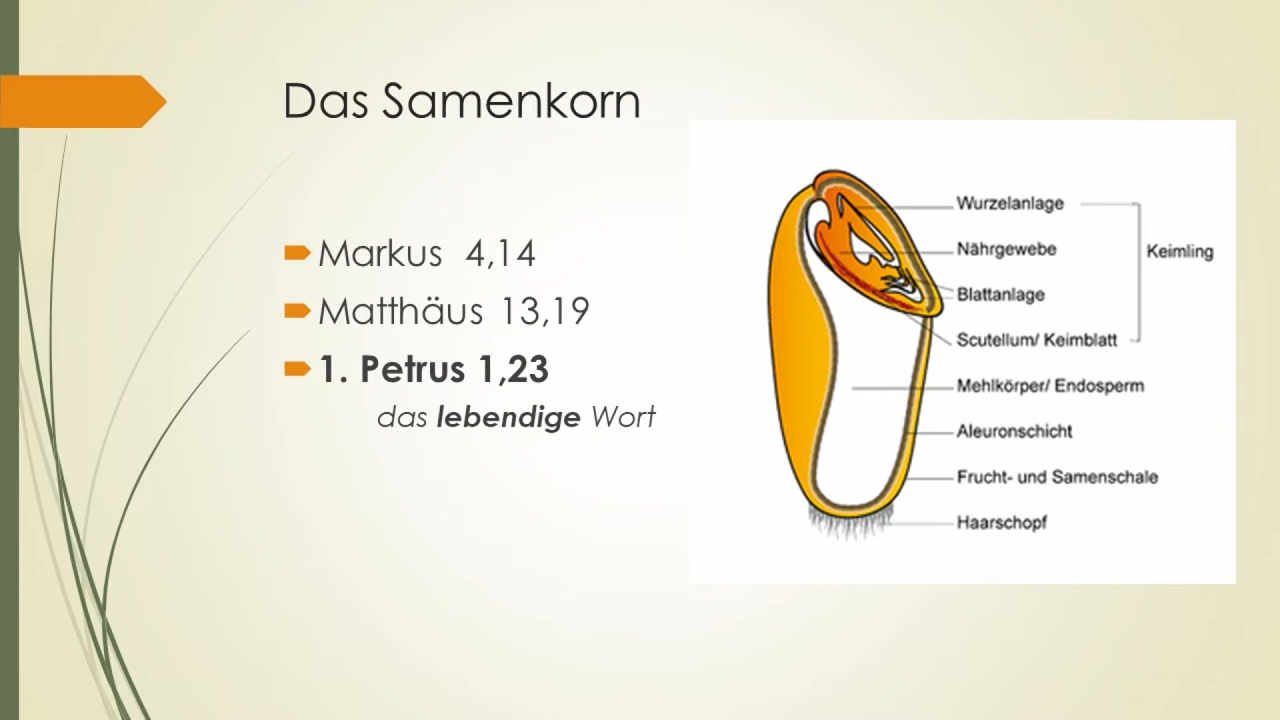 Das Samenkorn
Markus 4,14
Matthäus 13,19
1. Petrus 1,23
das lebendige Wort
Wurzelanlage
Nährgewebe
Keimling
Blattanlage
Scutellum/ Keimblatt
Mehlkörper/ Endosperm
Aleuronschicht
Frucht- und Samenschale
Haarschopf